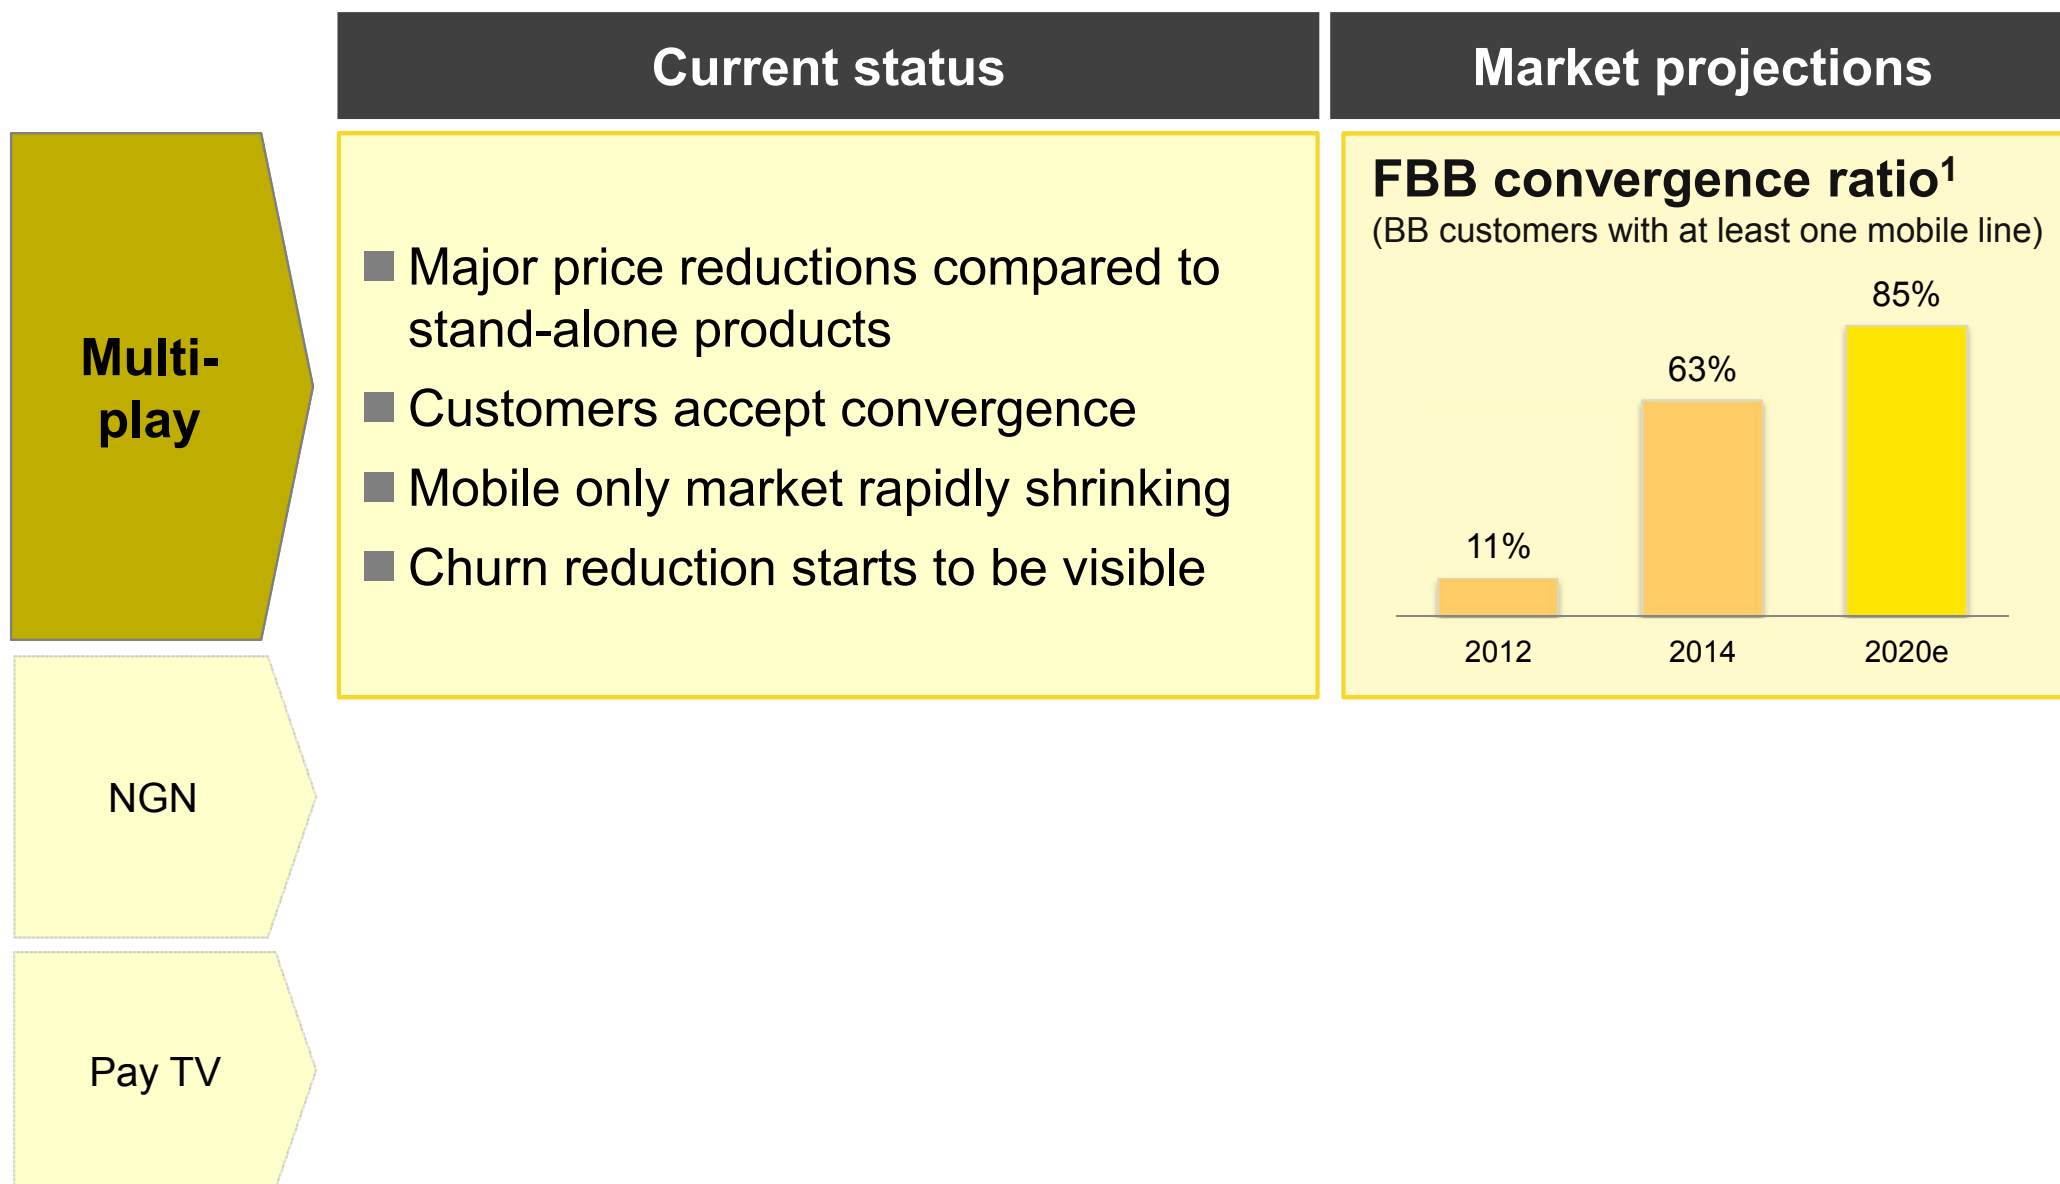 Current status
Market projections
Multi-
play
Major price reductions compared to
stand-alone products
Customers accept convergence
Mobile only market rapidly shrinking
Churn reduction starts to be visible
FBB convergence ratio¹
(BB customers with at least one mobile line)
85%
63%
11%
2012
2014
2020e
NGN
Pay TV